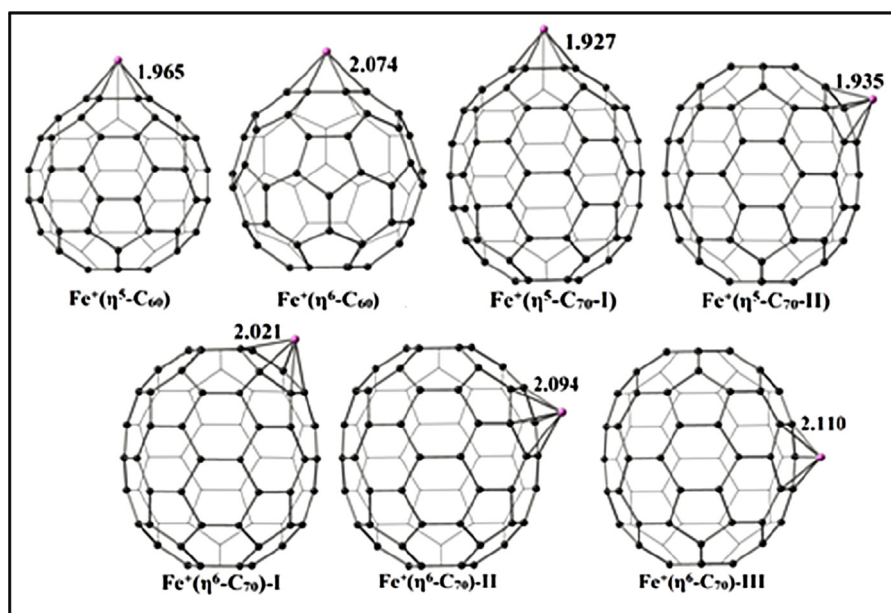 1.965
2.074
1.927
1.935
Fe⁺(η⁵-C₆₀)
Fe⁺(η⁶-C₆₀)
Fe⁺(η⁵-C₇₀-I)
Fe⁺(η⁵-C₇₀-II)
2.021
2.094
2.110
Fe⁺(η⁶-C₇₀)-I
Fe⁺(η⁶-C₇₀)-II
Fe⁺(η⁶-C₇₀)-III